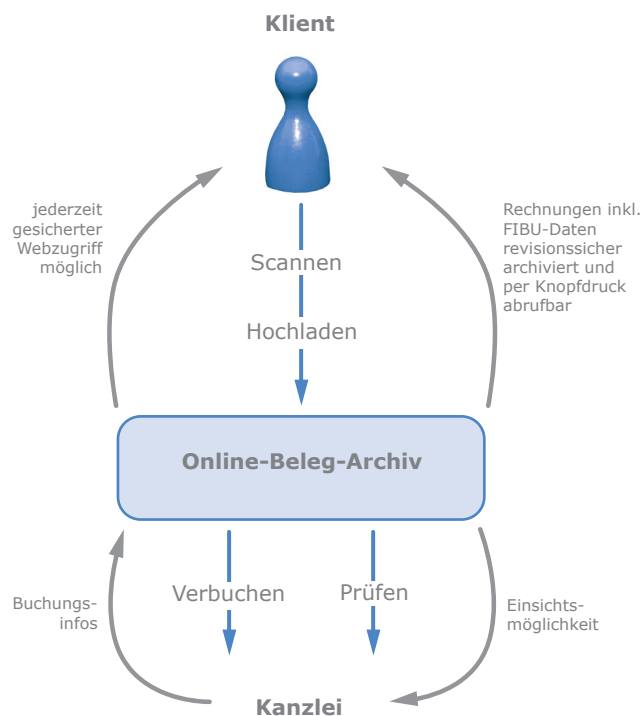 Klient
jederzeit
gesicherter
Webzugriff
möglich
Rechnungen inkl.
FIBU-Daten
revisionssicher
archiviert und
per Knopfdruck
abrufbar
Scannen
Hochladen
Online-Beleg-Archiv
Verbuchen
Prüfen
Buchungs-
infos
Einsichts-
möglichkeit
Kanzlei